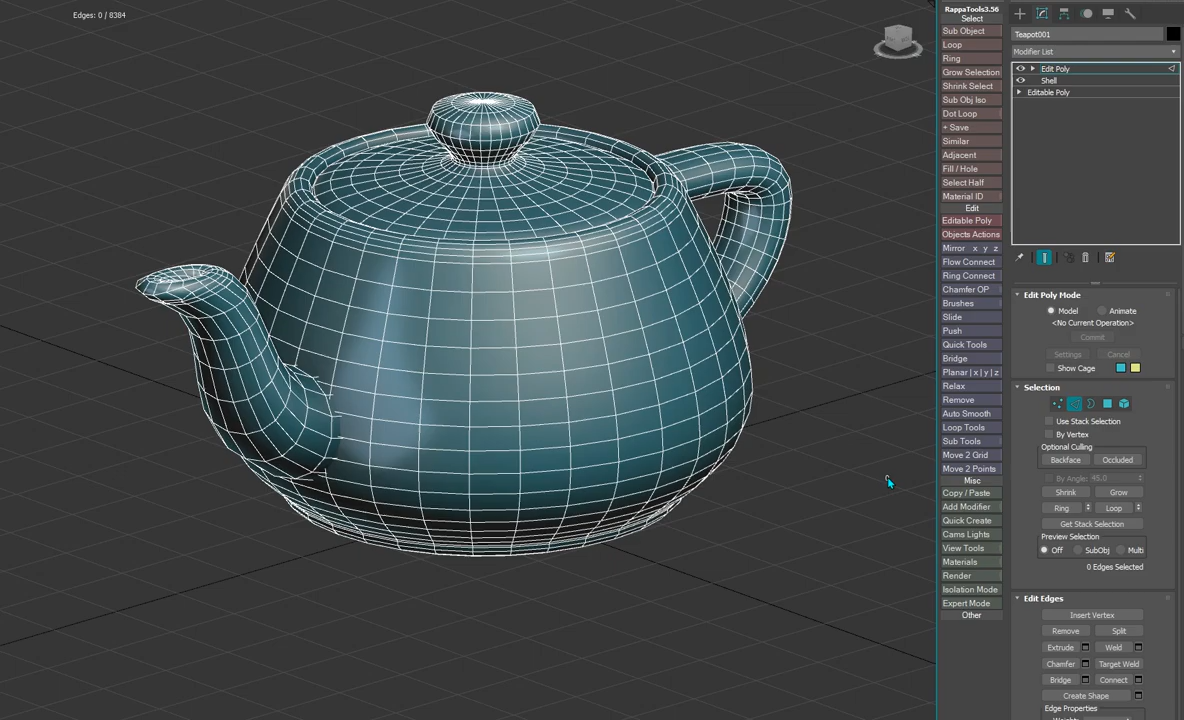 Edges: 0 / 8384
RappaTools3.56
Select
Sub Object
Loop
Ring
Grow Selection
Shrink Select
Sub Obj Iso
Dot Loop
+ Save
Similar
Adjacent
Fill / Hole
Select Half
Material ID
Edit
Editable Poly
Objects Actions
Mirror x y z
Flow Connect
Ring Connect
Chamfer OP
Brushes
Slide
Push
Quick Tools
Bridge
Planar | x | y | z
Relax
Remove
Auto Smooth
Loop Tools
Sub Tools
Move 2 Grid
Move 2 Points
Misc
Copy / Paste
Add Modifier
Quick Create
Cams Lights
View Tools
Materials
Render
Isolation Mode
Expert Mode
Other
Teapot001
Modifier List
Edit Poly
Shell
Editable Poly
Edit Poly Mode
Model Animate
<No Current Operation>
Commit
Settings Cancel
Show Cage
Selection
Use Stack Selection
By Vertex
Optional Culling
Backface Occluded
By Angle: 45.0
Shrink Grow
Ring Loop
Get Stack Selection
Preview Selection
Off SubObj Multi
0 Edges Selected
Edit Edges
Insert Vertex
Remove Split
Extrude Weld
Chamfer Target Weld
Bridge Connect
Create Shape
Edge Properties